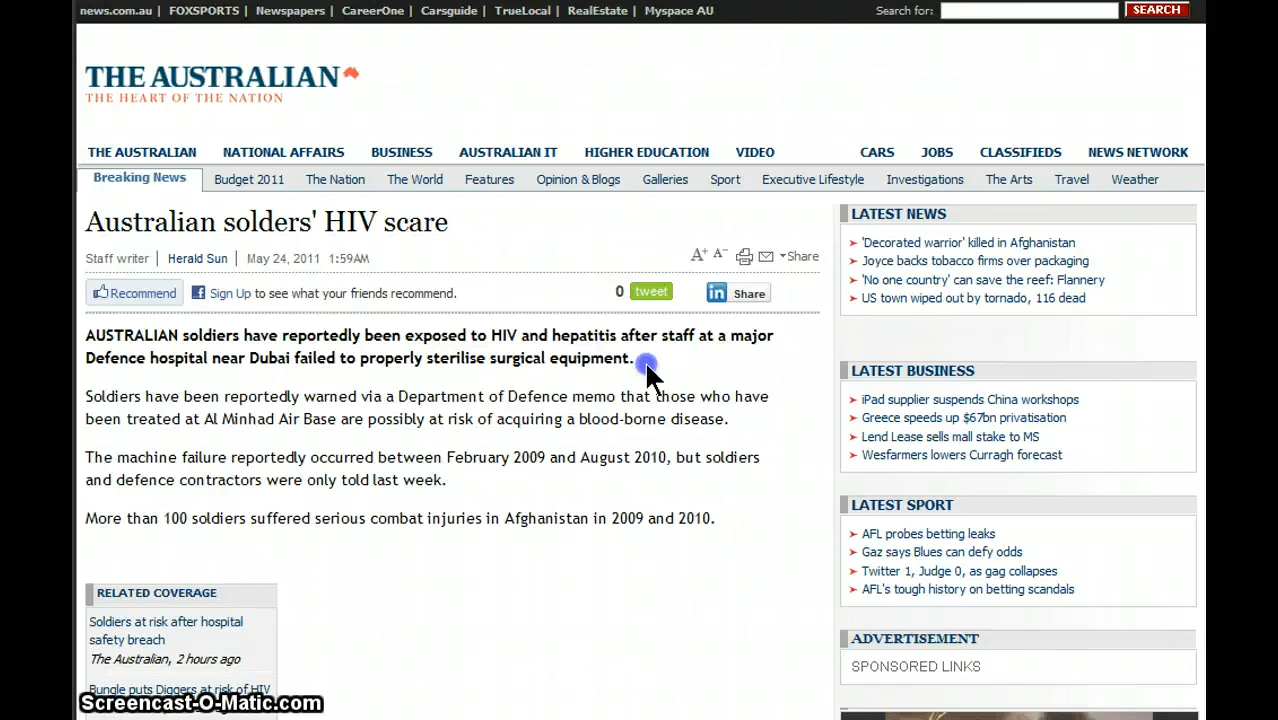 news.com.au | FOXSPORTS | Newspapers | CareerOne | Carsguide | TrueLocal | RealEstate | Myspace AU Search for: SEARCH
THE AUSTRALIAN
THE HEART OF THE NATION
THE AUSTRALIAN NATIONAL AFFAIRS BUSINESS AUSTRALIAN IT HIGHER EDUCATION VIDEO CARS JOBS CLASSIFIEDS NEWS NETWORK
Breaking News Budget 2011 The Nation The World Features Opinion & Blogs Galleries Sport Executive Lifestyle Investigations The Arts Travel Weather
Australian solders' HIV scare
Staff writer | Herald Sun | May 24, 2011 1:59AM A+ A- Share
Recommend Sign Up to see what your friends recommend. 0 tweet in Share
AUSTRALIAN soldiers have reportedly been exposed to HIV and hepatitis after staff at a major
Defence hospital near Dubai failed to properly sterilise surgical equipment.
Soldiers have been reportedly warned via a Department of Defence memo that those who have
been treated at Al Minhad Air Base are possibly at risk of acquiring a blood-borne disease.
The machine failure reportedly occurred between February 2009 and August 2010, but soldiers
and defence contractors were only told last week.
More than 100 soldiers suffered serious combat injuries in Afghanistan in 2009 and 2010.
RELATED COVERAGE
Soldiers at risk after hospital
safety breach
The Australian, 2 hours ago
Bungle puts Diggers at risk of HIV
Screencast-O-Matic.com
LATEST NEWS
'Decorated warrior' killed in Afghanistan
Joyce backs tobacco firms over packaging
'No one country' can save the reef: Flannery
US town wiped out by tornado, 116 dead
LATEST BUSINESS
iPad supplier suspends China workshops
Greece speeds up $67bn privatisation
Lend Lease sells mall stake to MS
Wesfarmers lowers Curragh forecast
LATEST SPORT
AFL probes betting leaks
Gaz says Blues can defy odds
Twitter 1, Judge 0, as gag collapses
AFL's tough history on betting scandals
ADVERTISEMENT
SPONSORED LINKS